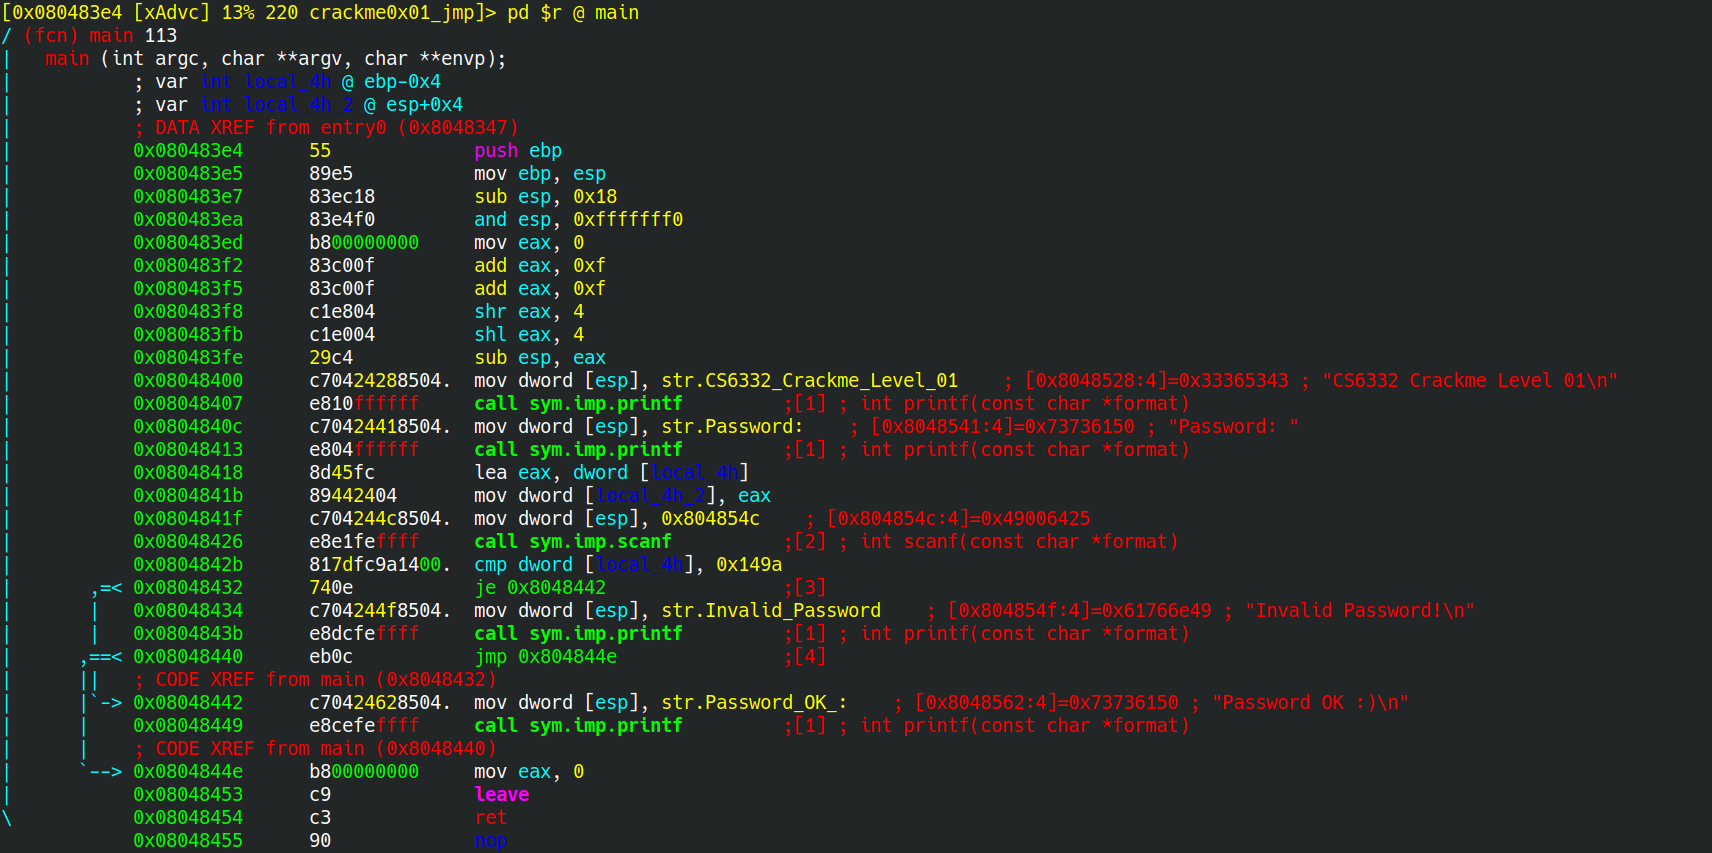 [0x080483e4 [xAdvc] 13% 220 crackme0x01_jmp]> pd $r @ main
/ (fcn) main 113
|   main (int argc, char **argv, char **envp);
|           ; var int local_4h @ ebp-0x4
|           ; var int local_4h_2 @ esp+0x4
|           ; DATA XREF from entry0 (0x8048347)
|           0x080483e4      55             push ebp
|           0x080483e5      89e5           mov ebp, esp
|           0x080483e7      83ec18         sub esp, 0x18
|           0x080483ea      83e4f0         and esp, 0xfffffff0
|           0x080483ed      b800000000     mov eax, 0
|           0x080483f2      83c00f         add eax, 0xf
|           0x080483f5      83c00f         add eax, 0xf
|           0x080483f8      c1e804         shr eax, 4
|           0x080483fb      c1e004         shl eax, 4
|           0x080483fe      29c4           sub esp, eax
|           0x08048400      c70424288504.  mov dword [esp], str.CS6332_Crackme_Level_01    ; [0x8048528:4]=0x33365343 ; "CS6332 Crackme Level 01\n"
|           0x08048407      e810ffffff     call sym.imp.printf         ;[1] ; int printf(const char *format)
|           0x0804840c      c70424418504.  mov dword [esp], str.Password:    ; [0x8048541:4]=0x73736150 ; "Password: "
|           0x08048413      e804ffffff     call sym.imp.printf         ;[1] ; int printf(const char *format)
|           0x08048418      8d45fc         lea eax, dword [local_4h]
|           0x0804841b      89442404       mov dword [local_4h_2], eax
|           0x0804841f      c704244c8504.  mov dword [esp], 0x804854c    ; [0x804854c:4]=0x49006425
|           0x08048426      e8e1feffff     call sym.imp.scanf          ;[2] ; int scanf(const char *format)
|           0x0804842b      817dfc9a1400.  cmp dword [local_4h], 0x149a
|       ,=< 0x08048432      740e           je 0x8048442                ;[3]
|       |   0x08048434      c704244f8504.  mov dword [esp], str.Invalid_Password    ; [0x804854f:4]=0x61766e49 ; "Invalid Password!\n"
|       |   0x0804843b      e8dcfeffff     call sym.imp.printf         ;[1] ; int printf(const char *format)
|      ,==< 0x08048440      eb0c           jmp 0x804844e               ;[4]
|      ||   ; CODE XREF from main (0x8048432)
|      |`-> 0x08048442      c70424628504.  mov dword [esp], str.Password_OK_:    ; [0x8048562:4]=0x73736150 ; "Password OK :)\n"
|      |    0x08048449      e8cefeffff     call sym.imp.printf         ;[1] ; int printf(const char *format)
|      |    ; CODE XREF from main (0x8048440)
|      `--> 0x0804844e      b800000000     mov eax, 0
|           0x08048453      c9             leave
\           0x08048454      c3             ret
            0x08048455      90             nop